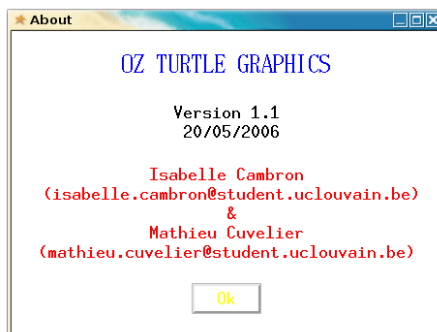 About
OZ TURTLE GRAPHICS
Version 1.1
20/05/2006
Isabelle Cambron
(isabelle.cambron@student.uclouvain.be)
&
Mathieu Cuvelier
(mathieu.cuvelier@student.uclouvain.be)
Ok